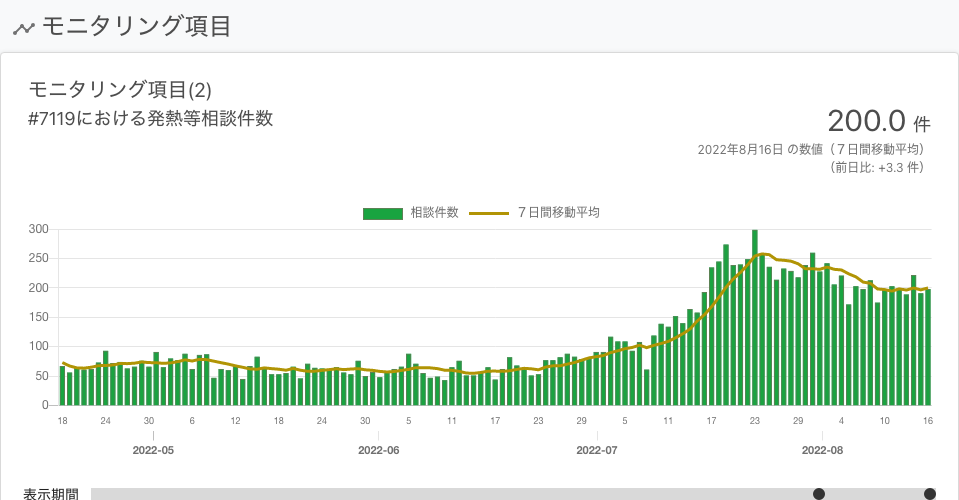 モニタリング項目
モニタリング項目(2)
#7119における発熱等相談件数
200.0 件
2022年8月16日 の数値（７日間移動平均）
（前日比: +3.3 件）
相談件数 ７日間移動平均
300
250
200
150
100
50
0
18 24 30 6 12 18 24 30 5 11 17 23 29 5 11 17 23 29 4 10 16
2022-05 2022-06 2022-07 2022-08
表示期間